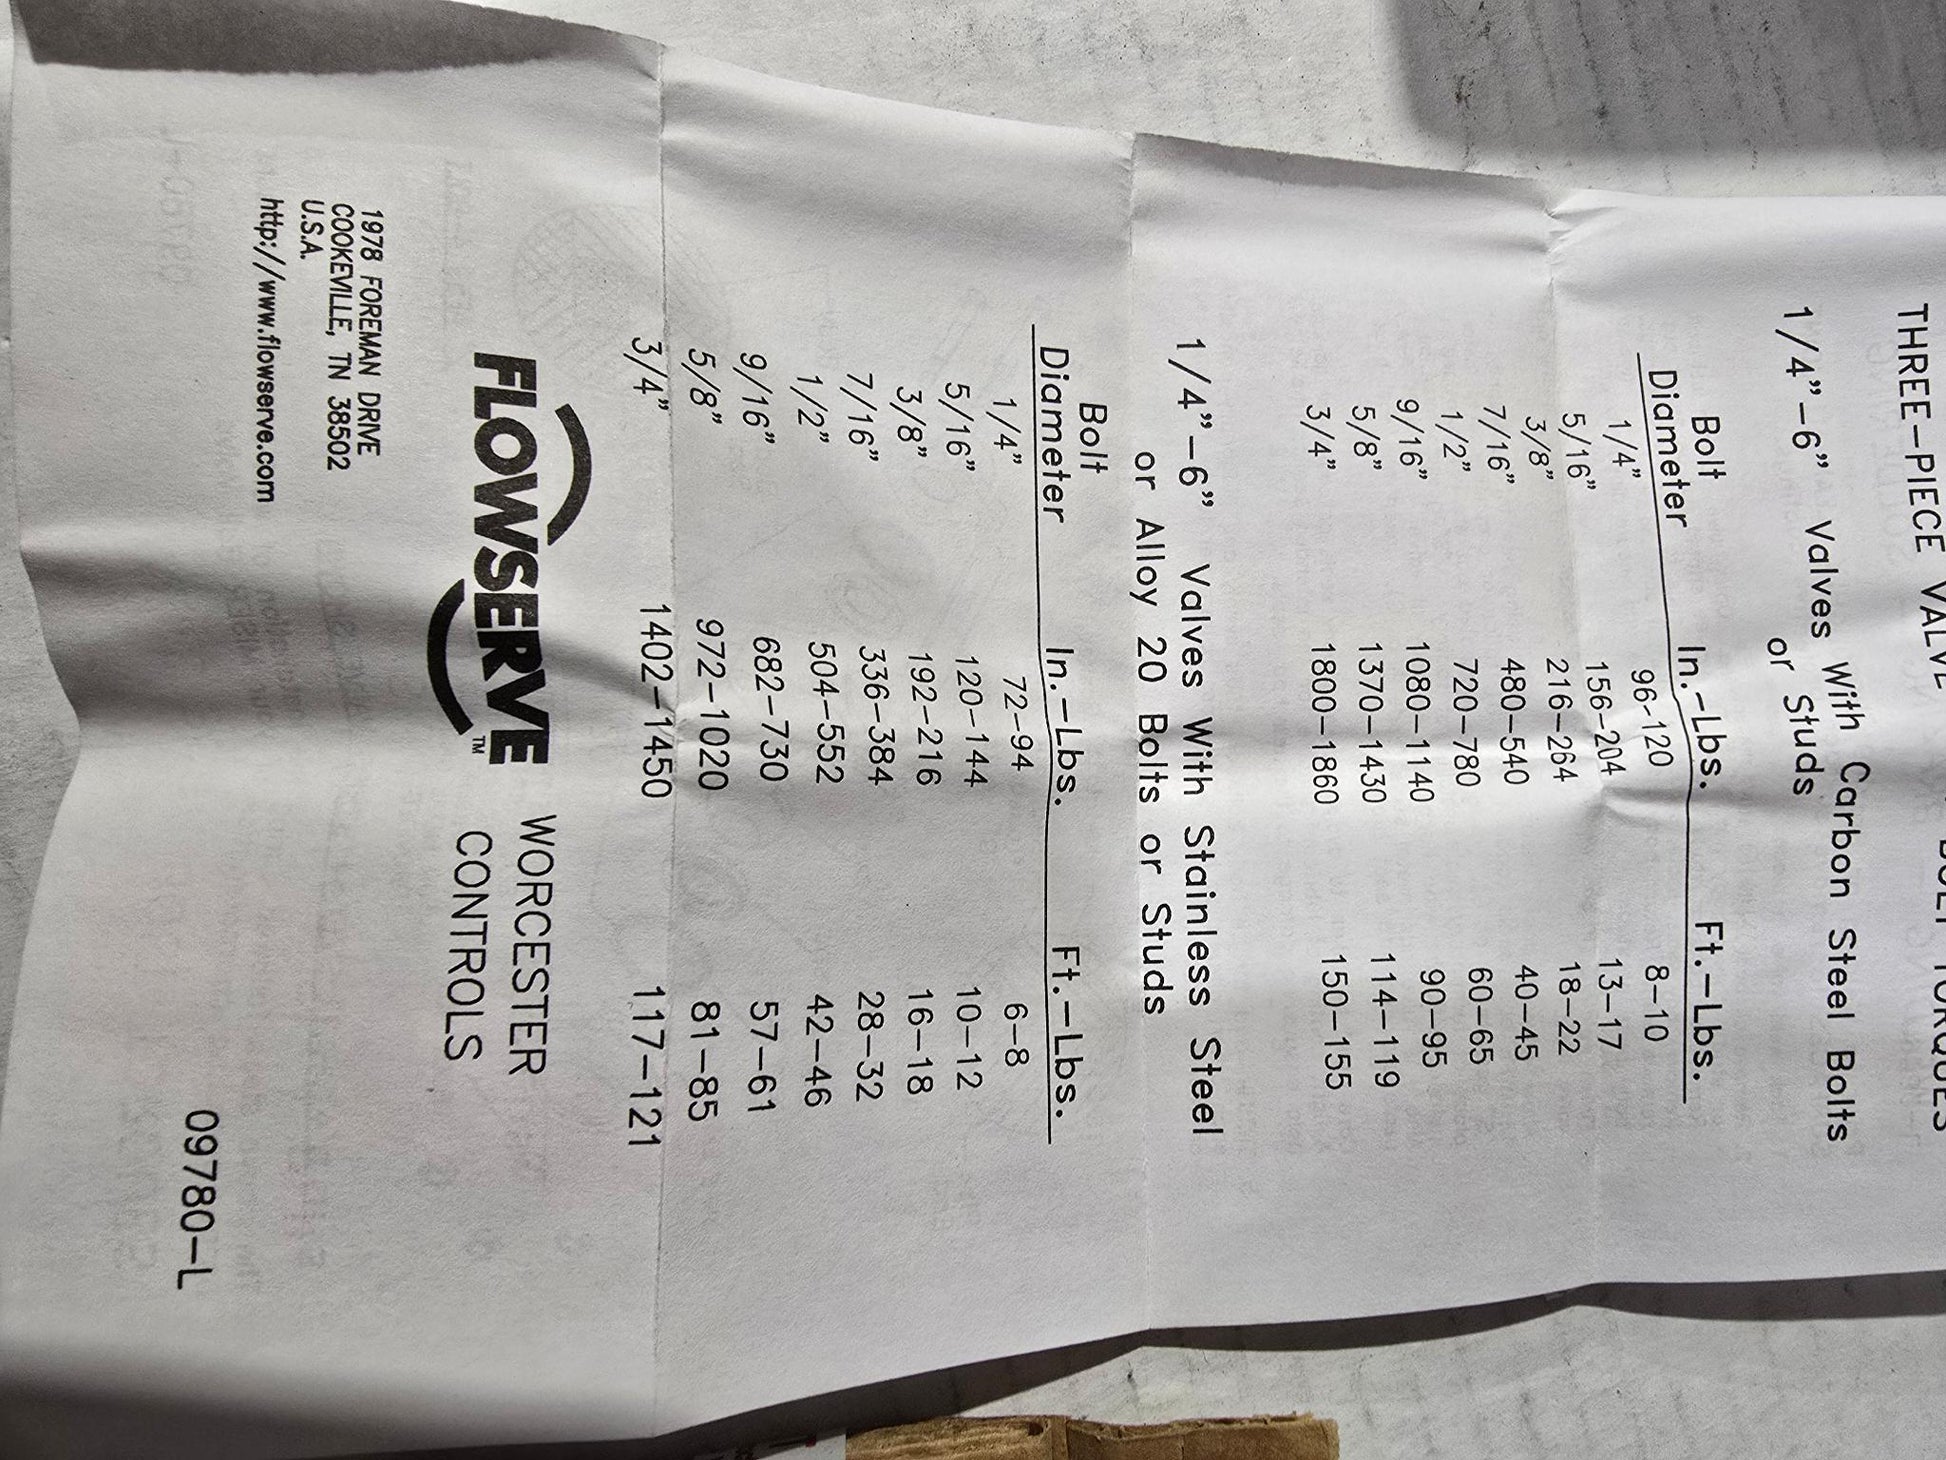 THREE-PIECE VALVE BOLT TORQUES
1/4"-6" Valves With Carbon Steel Bolts
or Studs
Bolt
Diameter In.-Lbs. Ft.-Lbs.
1/4" 96-120 8-10
5/16" 156-204 13-17
3/8" 216-264 18-22
7/16" 480-540 40-45
1/2" 720-780 60-65
9/16" 1080-1140 90-95
5/8" 1370-1430 114-119
3/4" 1800-1860 150-155
1/4"-6" Valves With Stainless Steel
or Alloy 20 Bolts or Studs
Bolt
Diameter In.-Lbs. Ft.-Lbs.
1/4" 72-94 6-8
5/16" 120-144 10-12
3/8" 192-216 16-18
7/16" 336-384 28-32
1/2" 504-552 42-46
9/16" 682-730 57-61
5/8" 972-1020 81-85
3/4" 1402-1450 117-121
FLOWSERVE™ WORCESTER
CONTROLS
1978 FOREMAN DRIVE
COOKEVILLE, TN 38502
U.S.A.
http://www.flowserve.com
09780-L